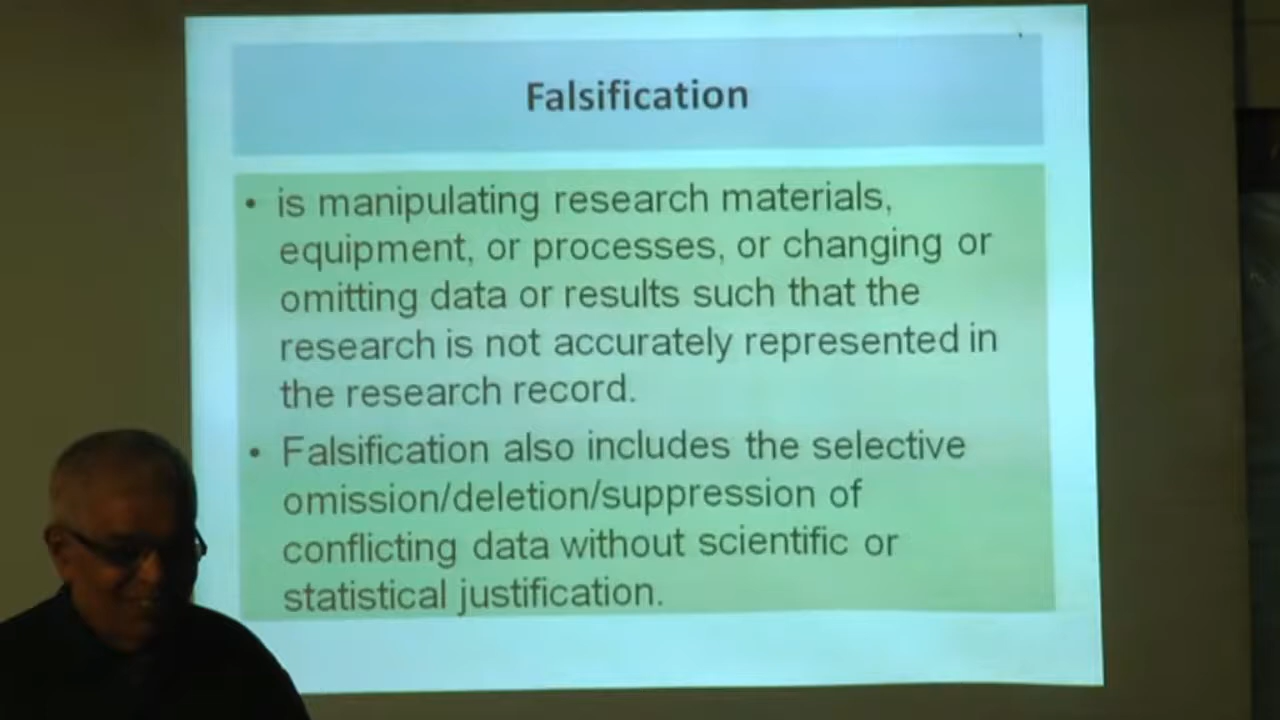 Falsification
• is manipulating research materials,
equipment, or processes, or changing or
omitting data or results such that the
research is not accurately represented in
the research record.
• Falsification also includes the selective
omission/deletion/suppression of
conflicting data without scientific or
statistical justification.